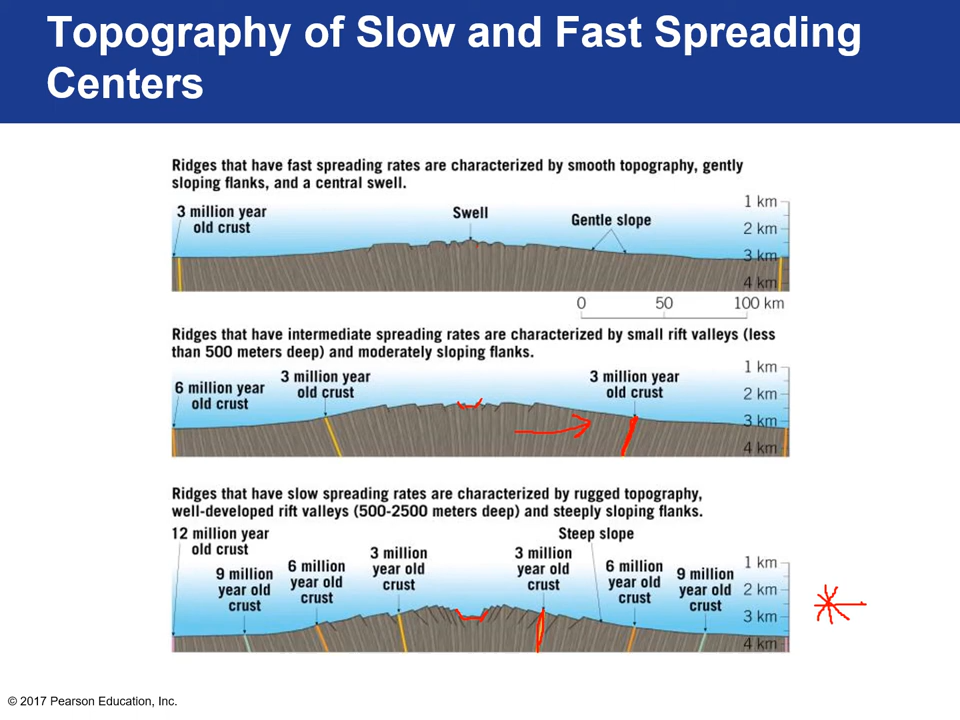 Topography of Slow and Fast Spreading
Centers
Ridges that have fast spreading rates are characterized by smooth topography, gently
sloping flanks, and a central swell.
3 million year
old crust
Swell
Gentle slope
1 km
2 km
3 km
4 km
0 50 100 km
Ridges that have intermediate spreading rates are characterized by small rift valleys (less
than 500 meters deep) and moderately sloping flanks.
6 million year
old crust
3 million year
old crust
3 million year
old crust
1 km
2 km
3 km
4 km
Ridges that have slow spreading rates are characterized by rugged topography,
well-developed rift valleys (500-2500 meters deep) and steeply sloping flanks.
12 million year
old crust
9 million
year old
crust
6 million
year old
crust
3 million
year old
crust
3 million
year old
crust
Steep slope
6 million
year old
crust
9 million
year old
crust
1 km
2 km
3 km
4 km
© 2017 Pearson Education, Inc.